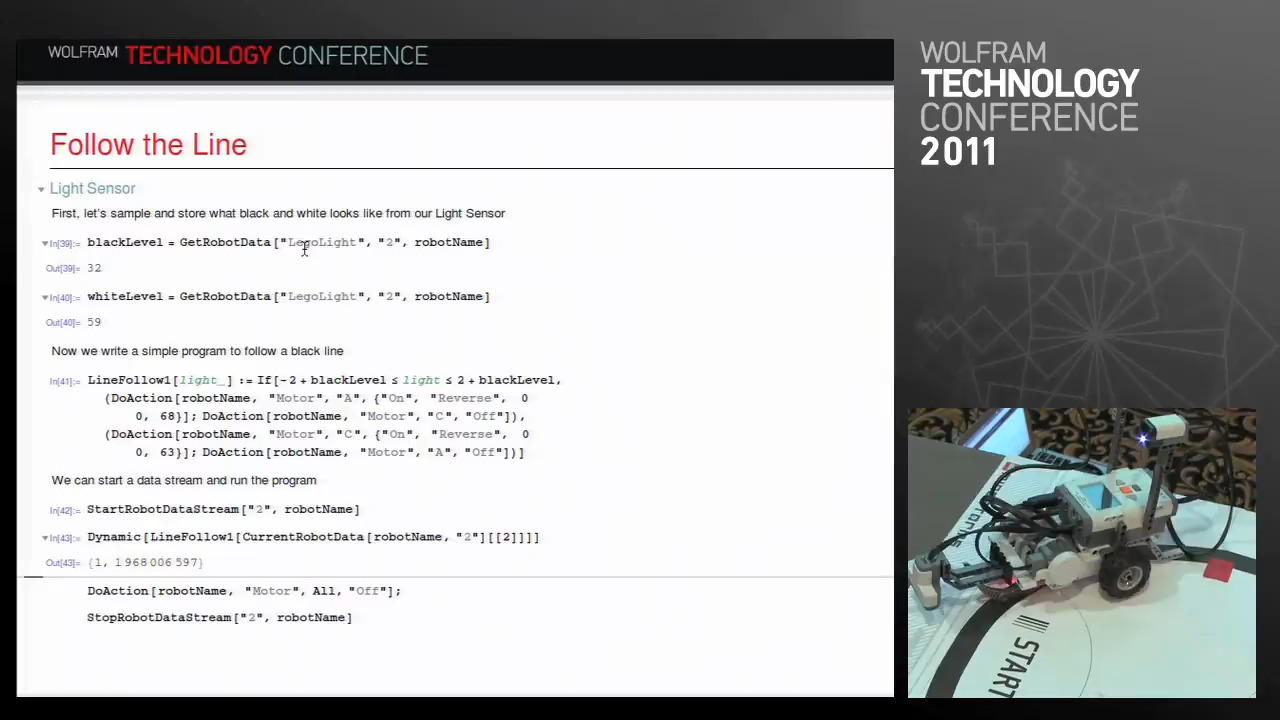 WOLFRAM TECHNOLOGY CONFERENCE
Follow the Line
Light Sensor
First, let's sample and store what black and white looks like from our Light Sensor
In[39]:= blackLevel = GetRobotData["LegoLight", "2", robotName]
Out[39]= 32
In[40]:= whiteLevel = GetRobotData["LegoLight", "2", robotName]
Out[40]= 59
Now we write a simple program to follow a black line
In[41]:= LineFollow1[light_] := If[-2 + blackLevel ≤ light ≤ 2 + blackLevel,
(DoAction[robotName, "Motor", "A", {"On", "Reverse", 0
0, 68}]; DoAction[robotName, "Motor", "C", "Off"]),
(DoAction[robotName, "Motor", "C", {"On", "Reverse", 0
0, 63}]; DoAction[robotName, "Motor", "A", "Off"])]
We can start a data stream and run the program
In[42]:= StartRobotDataStream["2", robotName]
In[43]:= Dynamic[LineFollow1[CurrentRobotData[robotName, "2"][[2]]]]
Out[43]= {1, 1968006597}
DoAction[robotName, "Motor", All, "Off"];
StopRobotDataStream["2", robotName]
WOLFRAM
TECHNOLOGY
CONFERENCE
2011
START